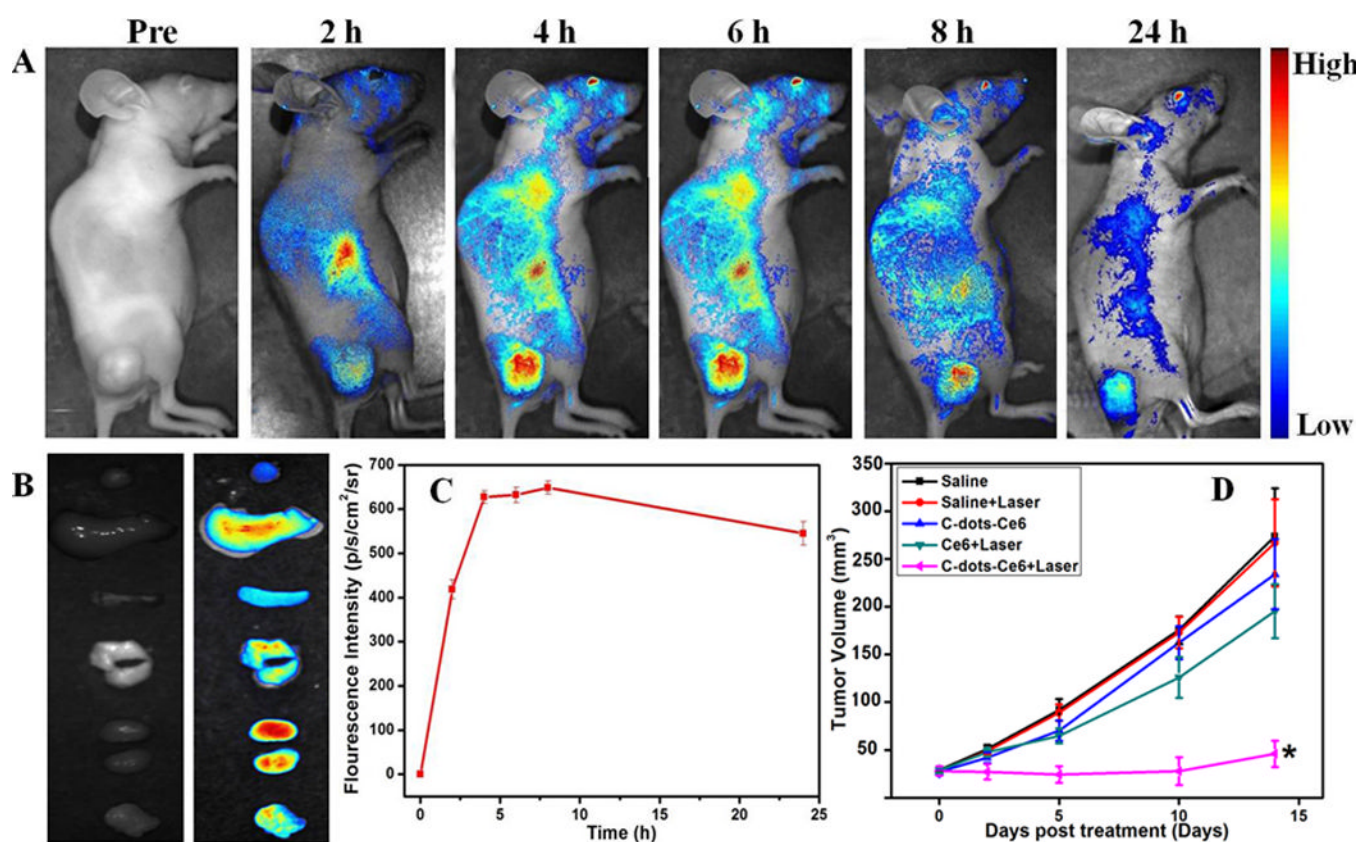 Pre 2 h 4 h 6 h 8 h 24 h
A
High
Low
B
C
700
600
500
400
300
200
100
0
0 5 10 15 20 25
Time (h)
Flourescence Intensity (p/s/cm²/sr)
D
Saline
Saline+Laser
C-dots-Ce6
Ce6+Laser
C-dots-Ce6+Laser
350
300
250
200
150
100
50
*
0 5 10 15
Days post treatment (Days)
Tumor Volume (mm³)